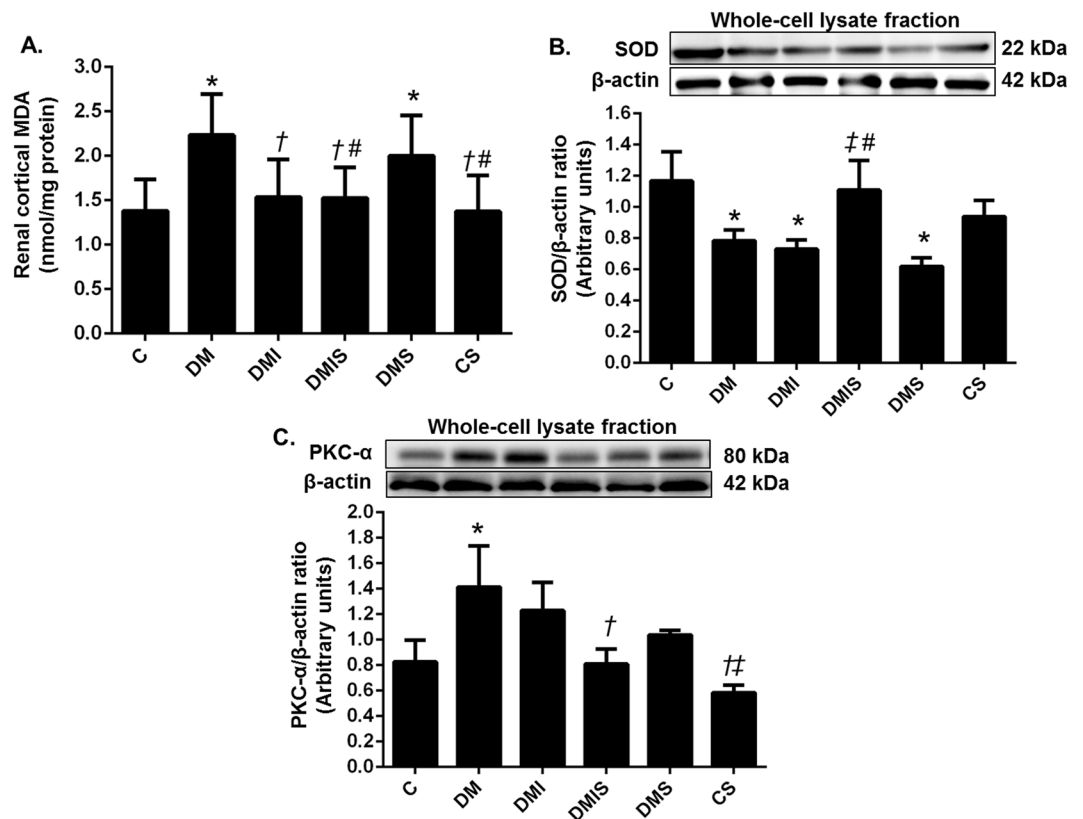 A.
Renal cortical MDA
(nmol/mg protein)
3.0
2.5
2.0
1.5
1.0
0.5
0.0
*
†
†#
*
†#
C
DM
DMI
DMIS
DMS
CS
B.
Whole-cell lysate fraction
SOD
22 kDa
β-actin
42 kDa
SOD/β-actin ratio
(Arbitrary units)
1.6
1.4
1.2
1.0
0.8
0.6
0.4
0.2
0.0
*
*
‡#
*
C
DM
DMI
DMIS
DMS
CS
C.
Whole-cell lysate fraction
PKC-α
80 kDa
β-actin
42 kDa
PKC-α/β-actin ratio
(Arbitrary units)
2.0
1.8
1.6
1.4
1.2
1.0
0.8
0.6
0.4
0.2
0.0
*
†
†‡
C
DM
DMI
DMIS
DMS
CS